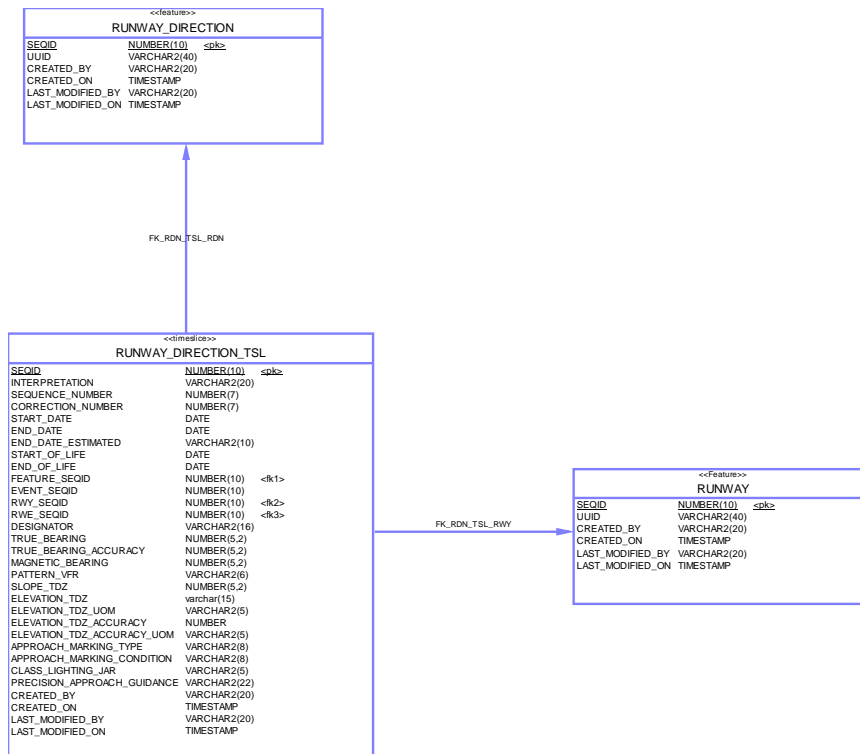 <<feature>>
RUNWAY_DIRECTION
SEQID NUMBER(10) <pk>
UUID VARCHAR2(40)
CREATED_BY VARCHAR2(20)
CREATED_ON TIMESTAMP
LAST_MODIFIED_BY VARCHAR2(20)
LAST_MODIFIED_ON TIMESTAMP
FK_RDN_TSL_RDN
<<timeslice>>
RUNWAY_DIRECTION_TSL
SEQID NUMBER(10) <pk>
INTERPRETATION VARCHAR2(20)
SEQUENCE_NUMBER NUMBER(7)
CORRECTION_NUMBER NUMBER(7)
START_DATE DATE
END_DATE DATE
END_DATE_ESTIMATED VARCHAR2(10)
START_OF_LIFE DATE
END_OF_LIFE DATE
FEATURE_SEQID NUMBER(10) <fk1>
EVENT_SEQID NUMBER(10)
RWY_SEQID NUMBER(10) <fk2>
RWE_SEQID NUMBER(10) <fk3>
DESIGNATOR VARCHAR2(16)
TRUE_BEARING NUMBER(5,2)
TRUE_BEARING_ACCURACY NUMBER(5,2)
MAGNETIC_BEARING NUMBER(5,2)
PATTERN_VFR VARCHAR2(6)
SLOPE_TDZ NUMBER(5,2)
ELEVATION_TDZ varchar(15)
ELEVATION_TDZ_UOM VARCHAR2(5)
ELEVATION_TDZ_ACCURACY NUMBER
ELEVATION_TDZ_ACCURACY_UOM VARCHAR2(5)
APPROACH_MARKING_TYPE VARCHAR2(8)
APPROACH_MARKING_CONDITION VARCHAR2(8)
CLASS_LIGHTING_JAR VARCHAR2(5)
PRECISION_APPROACH_GUIDANCE VARCHAR2(22)
CREATED_BY VARCHAR2(20)
CREATED_ON TIMESTAMP
LAST_MODIFIED_BY VARCHAR2(20)
LAST_MODIFIED_ON TIMESTAMP
FK_RDN_TSL_RWY
<<Feature>>
RUNWAY
SEQID NUMBER(10) <pk>
UUID VARCHAR2(40)
CREATED_BY VARCHAR2(20)
CREATED_ON TIMESTAMP
LAST_MODIFIED_BY VARCHAR2(20)
LAST_MODIFIED_ON TIMESTAMP